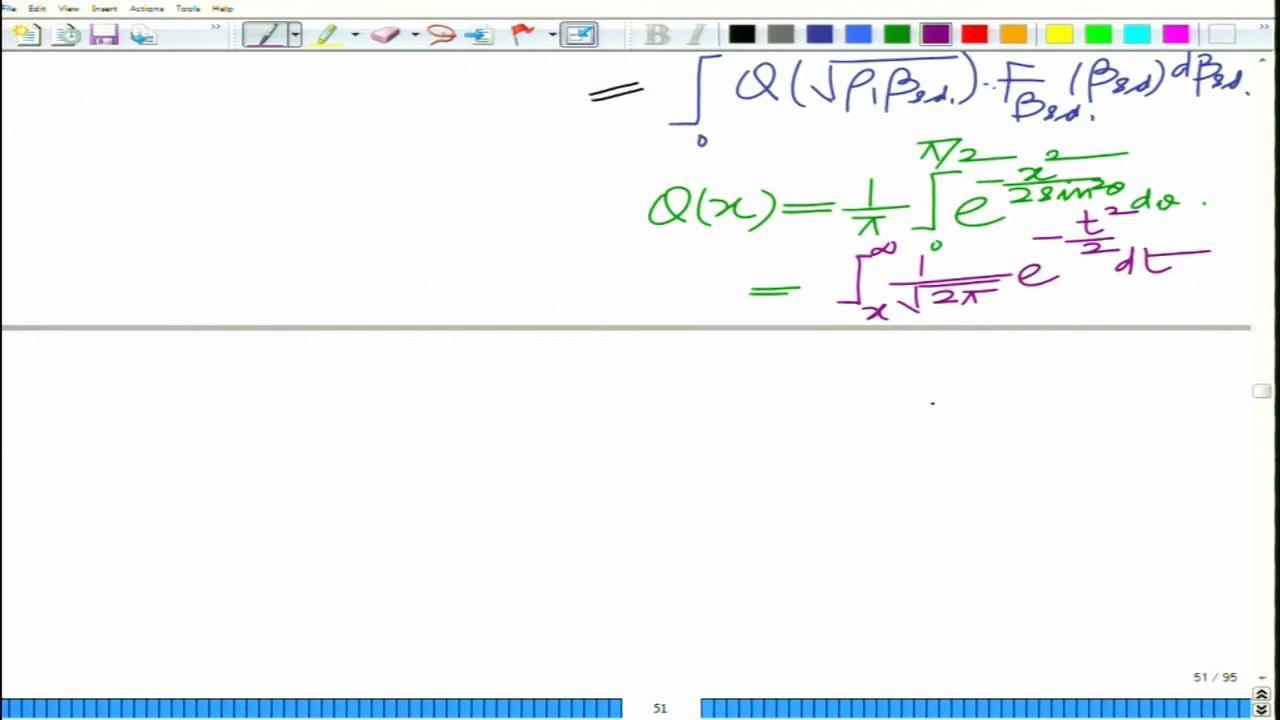 File Edit View Insert Actions Tools Help
B I
= ∫₀ Q(√ρ₁β_sd.) · F_β_sd. (β_sd) dβ_sd.
Q(x) = 1/π ∫₀^π/2 e^(-x²/2sin²θ) dθ .
= ∫ₓ^∞ 1/√2π e^(-t²/2) dt
51 / 95
51